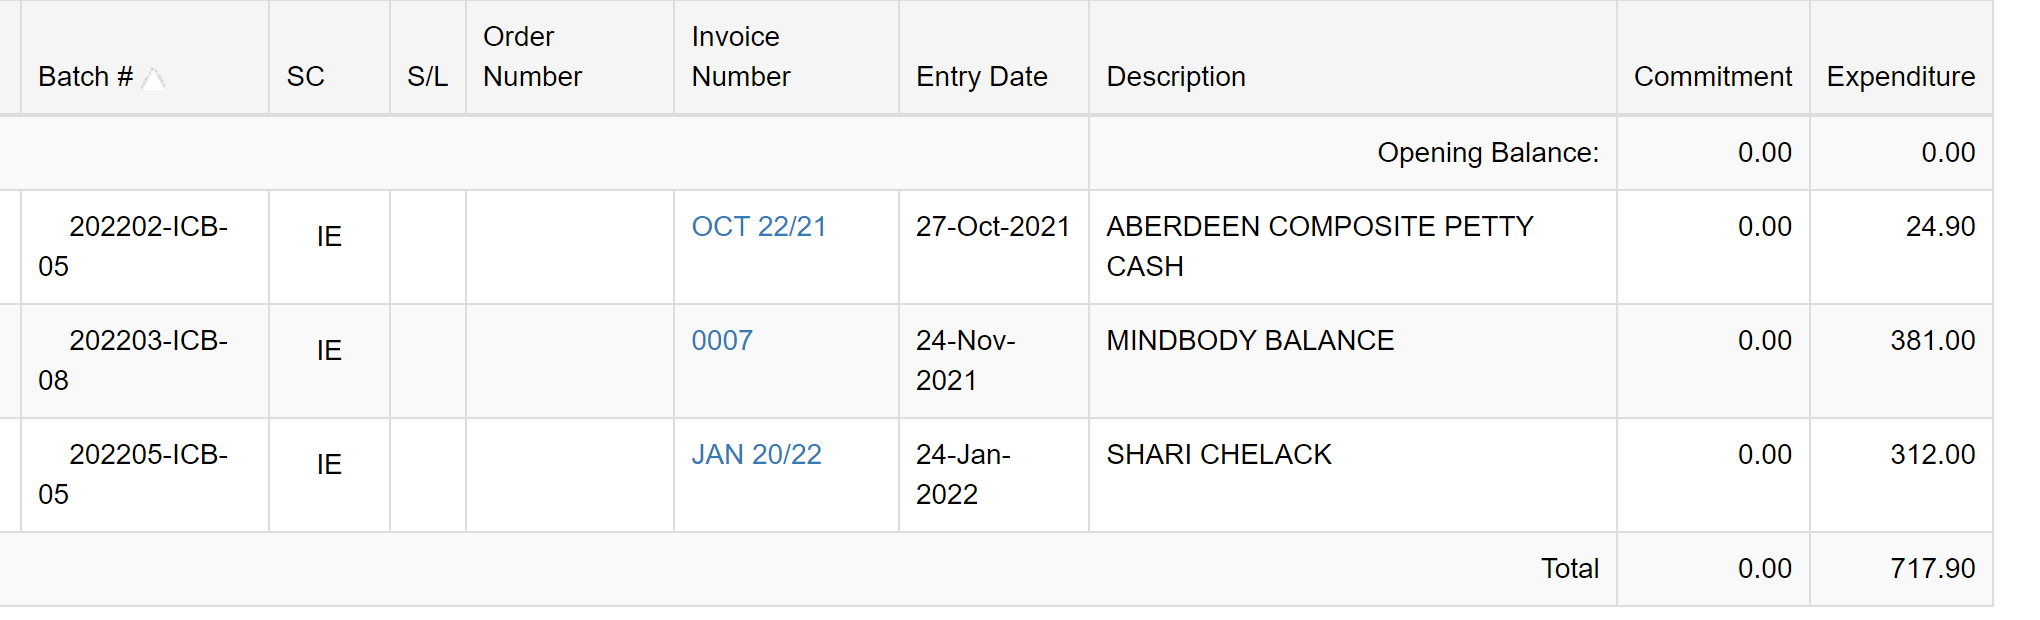 Batch # SC S/L Order Number Invoice Number Entry Date Description Commitment Expenditure
Opening Balance: 0.00 0.00
202202-ICB-05 IE OCT 22/21 27-Oct-2021 ABERDEEN COMPOSITE PETTY CASH 0.00 24.90
202203-ICB-08 IE 0007 24-Nov-2021 MINDBODY BALANCE 0.00 381.00
202205-ICB-05 IE JAN 20/22 24-Jan-2022 SHARI CHELACK 0.00 312.00
Total 0.00 717.90